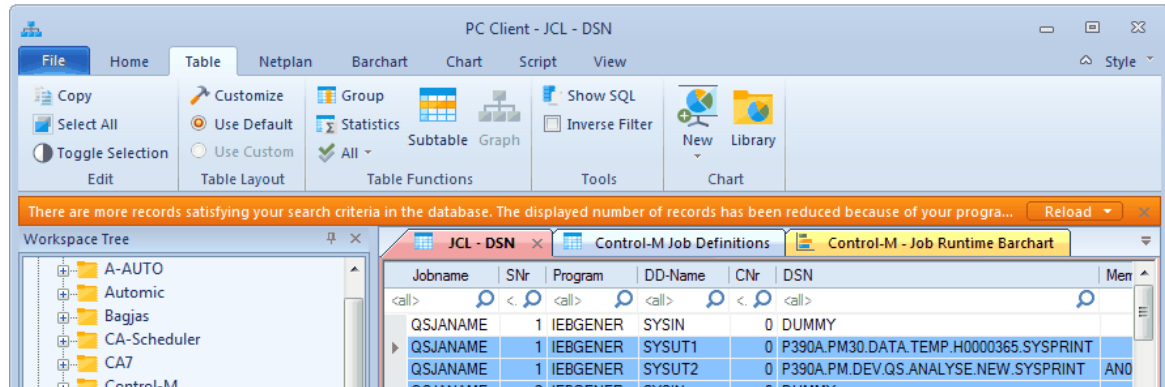 PC Client - JCL - DSN
File Home Table Netplan Barchart Chart Script View Style
Copy Customize Group Show SQL
Select All Use Default Statistics Inverse Filter
Toggle Selection Use Custom All Subtable Graph New Library
Edit Table Layout Table Functions Tools Chart
There are more records satisfying your search criteria in the database. The displayed number of records has been reduced because of your progra... Reload
Workspace Tree JCL - DSN Control-M Job Definitions Control-M - Job Runtime Barchart
A-AUTO
Automic
Bagjas
CA-Scheduler
CA7
Control-M
Jobname SNr Program DD-Name CNr DSN Mem
<all> <. <all> <all> <. <all>
QSJANAME 1 IEBGENER SYSIN 0 DUMMY
QSJANAME 1 IEBGENER SYSUT1 0 P390A.PM30.DATA.TEMP.H0000365.SYSPRINT
QSJANAME 1 IEBGENER SYSUT2 0 P390A.PM.DEV.QS.ANALYSE.NEW.SYSPRINT AN0